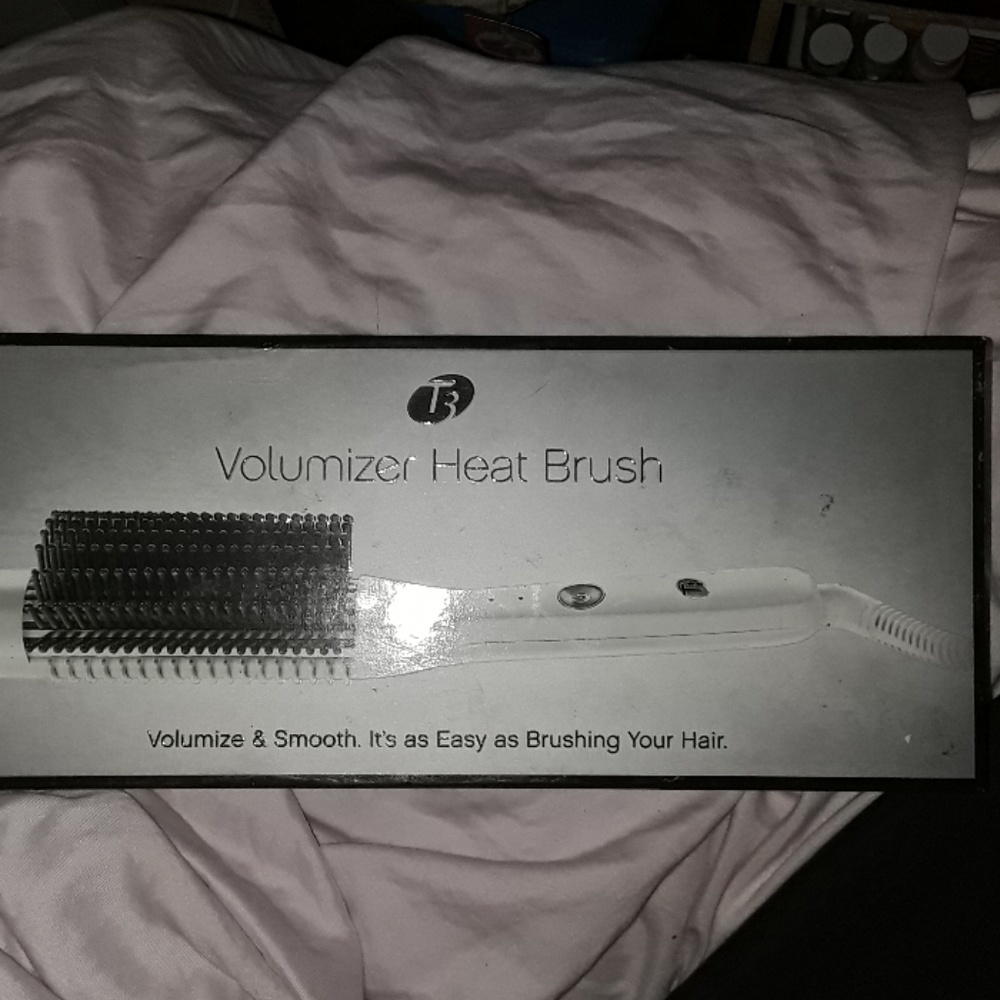 T3
Volumizer Heat Brush
Volumize & Smooth. It's as Easy as Brushing Your Hair.